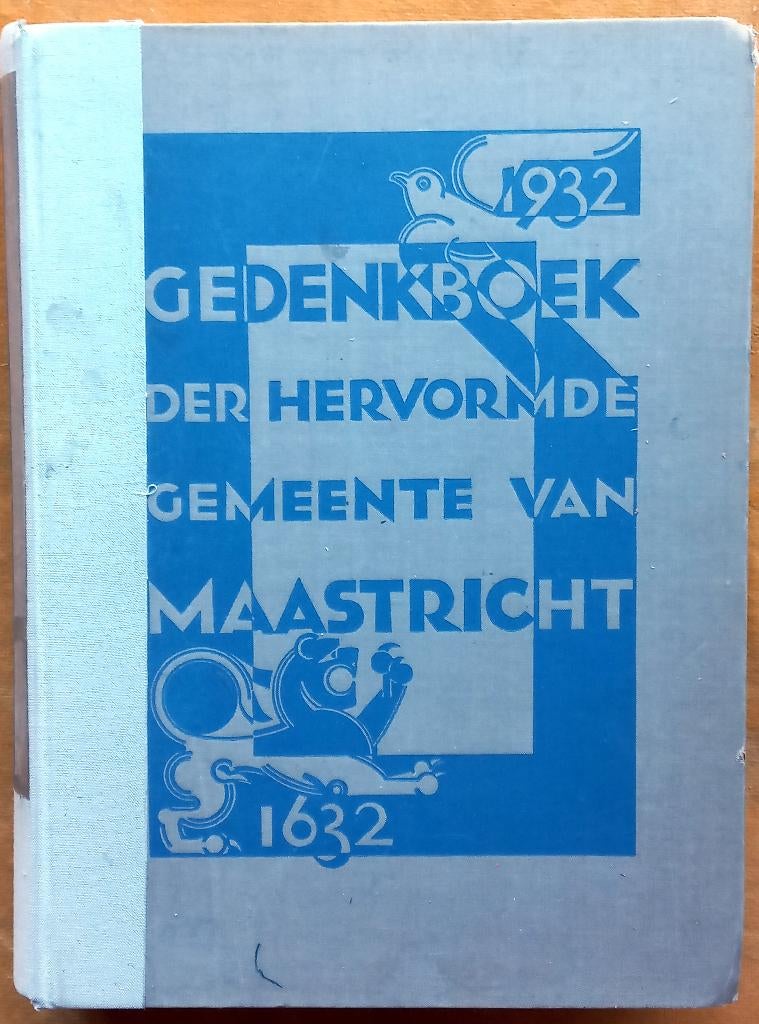 1932
GEDENKBOEK
DER HERVORMDE
GEMEENTE VAN
MAASTRICHT
1632